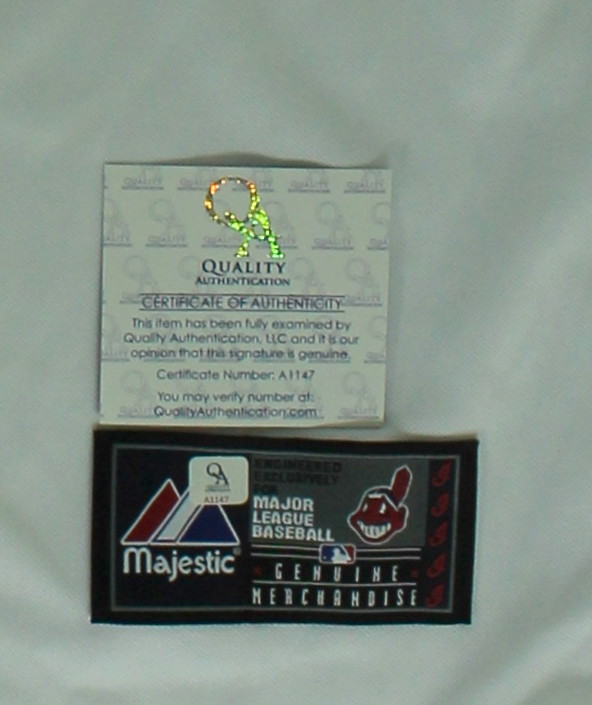 QA
QUALITY
AUTHENTICATION
CERTIFICATE OF AUTHENTICITY
This item has been fully examined by
Quality Authentication, LLC and it is our
opinion that this signature is genuine.
Certificate Number: A1147
You may verify number at:
QualityAuthentication.com
QA
A1147
Majestic®
ENGINEERED
EXCLUSIVELY
FOR
MAJOR
LEAGUE
BASEBALL
GENUINE
MERCHANDISE